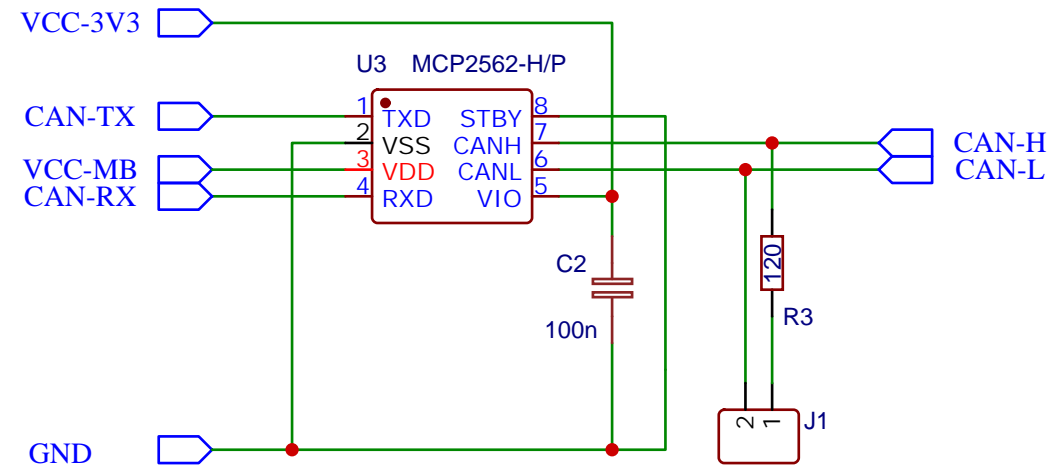 VCC-3V3
U3 MCP2562-H/P
CAN-TX 1 TXD STBY 8
2 VSS CANH 7 CAN-H
VCC-MB 3 VDD CANL 6 CAN-L
CAN-RX 4 RXD VIO 5
C2
120
100n
R3
2 1 J1
GND